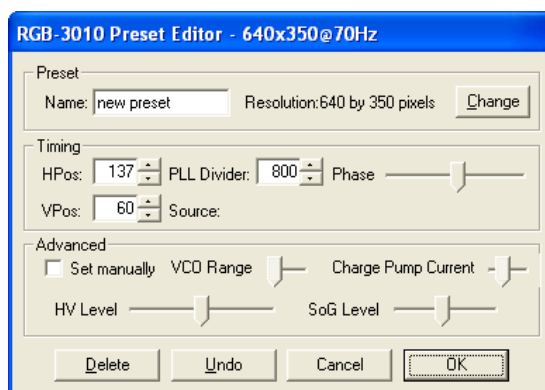 RGB-3010 Preset Editor - 640x350@70Hz
Preset
Name: new preset Resolution:640 by 350 pixels Change
Timing
HPos: 137 PLL Divider: 800 Phase
VPos: 60 Source:
Advanced
Set manually VCO Range Charge Pump Current
HV Level SoG Level
Delete Undo Cancel OK